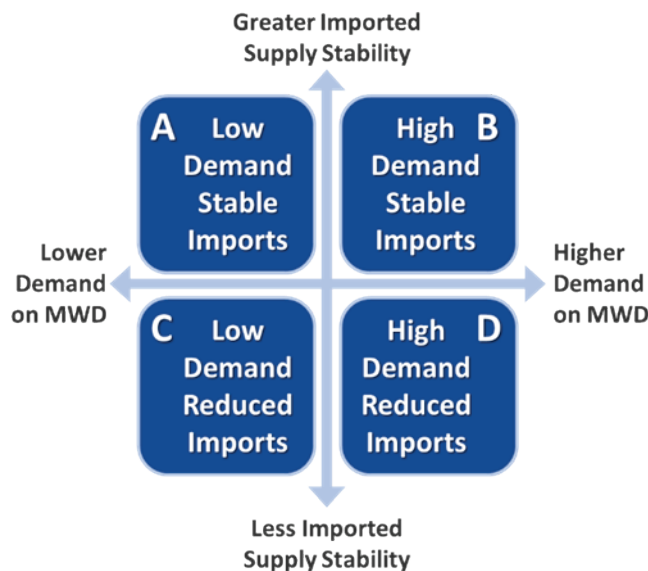 Greater Imported
Supply Stability
A Low
Demand
Stable
Imports
High B
Demand
Stable
Imports
Lower
Demand
on MWD
Higher
Demand
on MWD
C Low
Demand
Reduced
Imports
High D
Demand
Reduced
Imports
Less Imported
Supply Stability